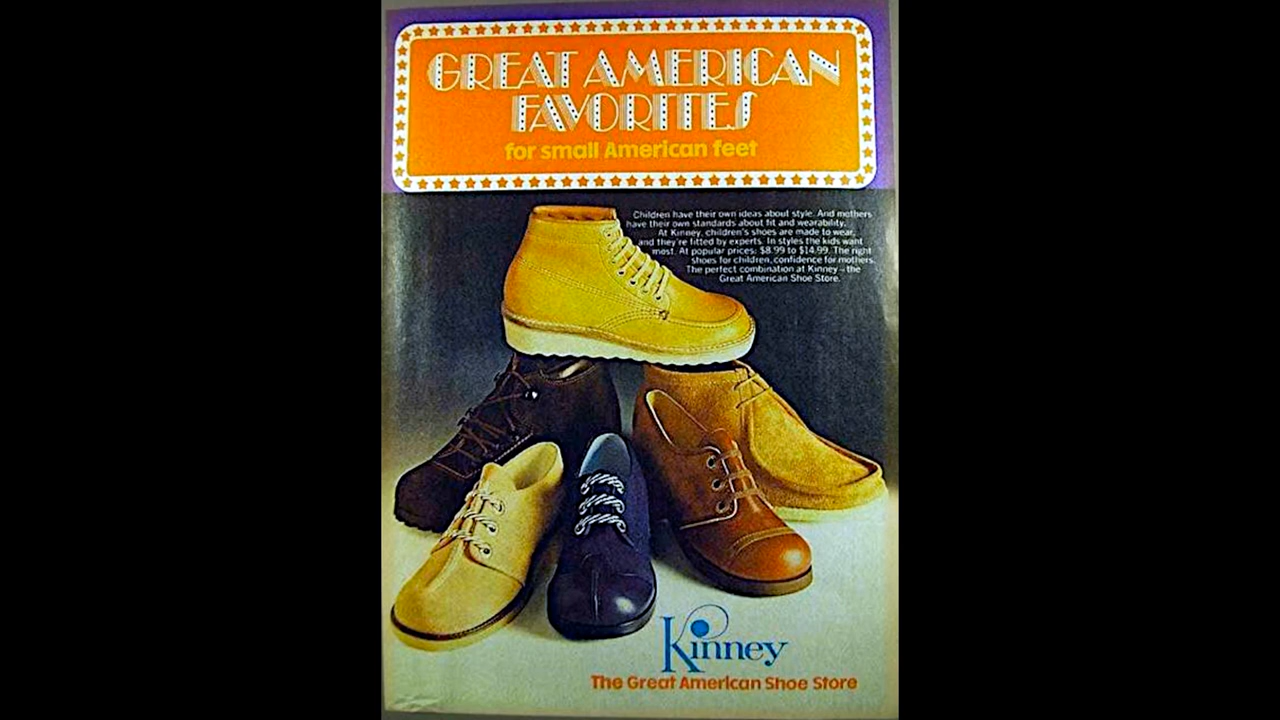 GREAT AMERICAN
FAVORITES
for small American feet
Children have their own ideas about style. And mothers
have their own standards about fit and wearability.
At Kinney, children's shoes are made to wear,
and they're fitted by experts. In styles the kids want
most. At popular prices: $8.99 to $14.99. The right
shoes for children, confidence for mothers.
The perfect combination at Kinney—the
Great American Shoe Store.
Kinney
The Great American Shoe Store